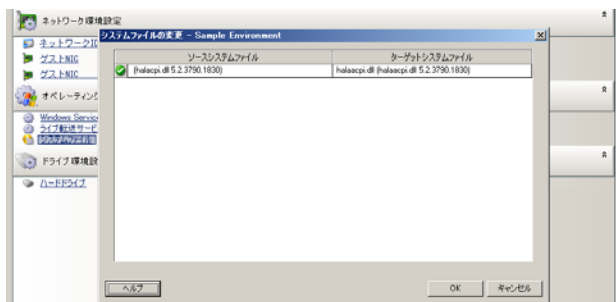 ネットワーク環境設定
システムファイルの変更 - Sample Environment
ネットワークID
ソースシステムファイル
ターゲットシステムファイル
ゲストNIC
(halacpi.dll 5.2.3790.1830)
halaacpi.dll (halaacpi.dll 5.2.3790.1830)
ゲストNIC
オペレーティング
Windows Service
ライブ転送サービ
ドライブ環境設
ハードドライブ
ヘルプ
OK
キャンセル